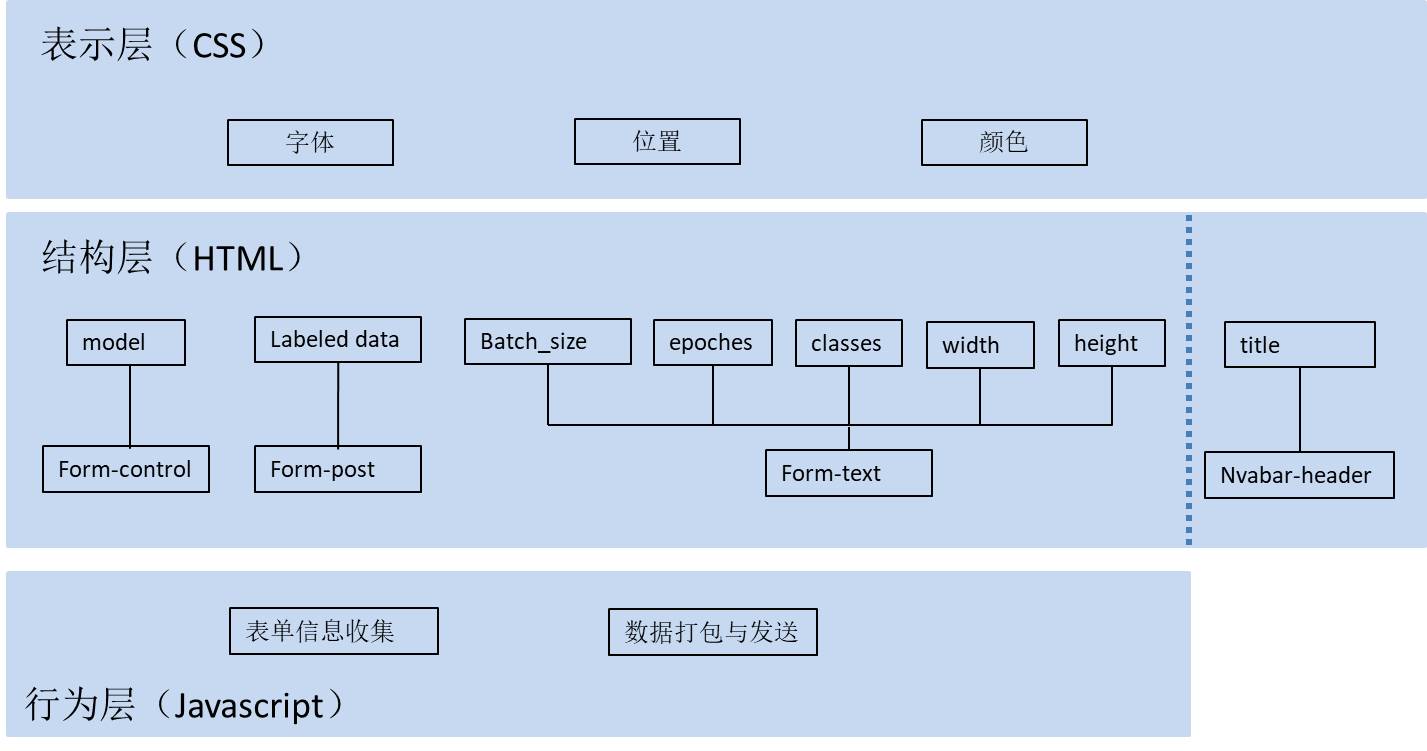 表示层（CSS）
字体
位置
颜色
结构层（HTML）
model
Labeled data
Batch_size
epoches
classes
width
height
title
Form-control
Form-post
Form-text
Nvabar-header
表单信息收集
数据打包与发送
行为层（Javascript）